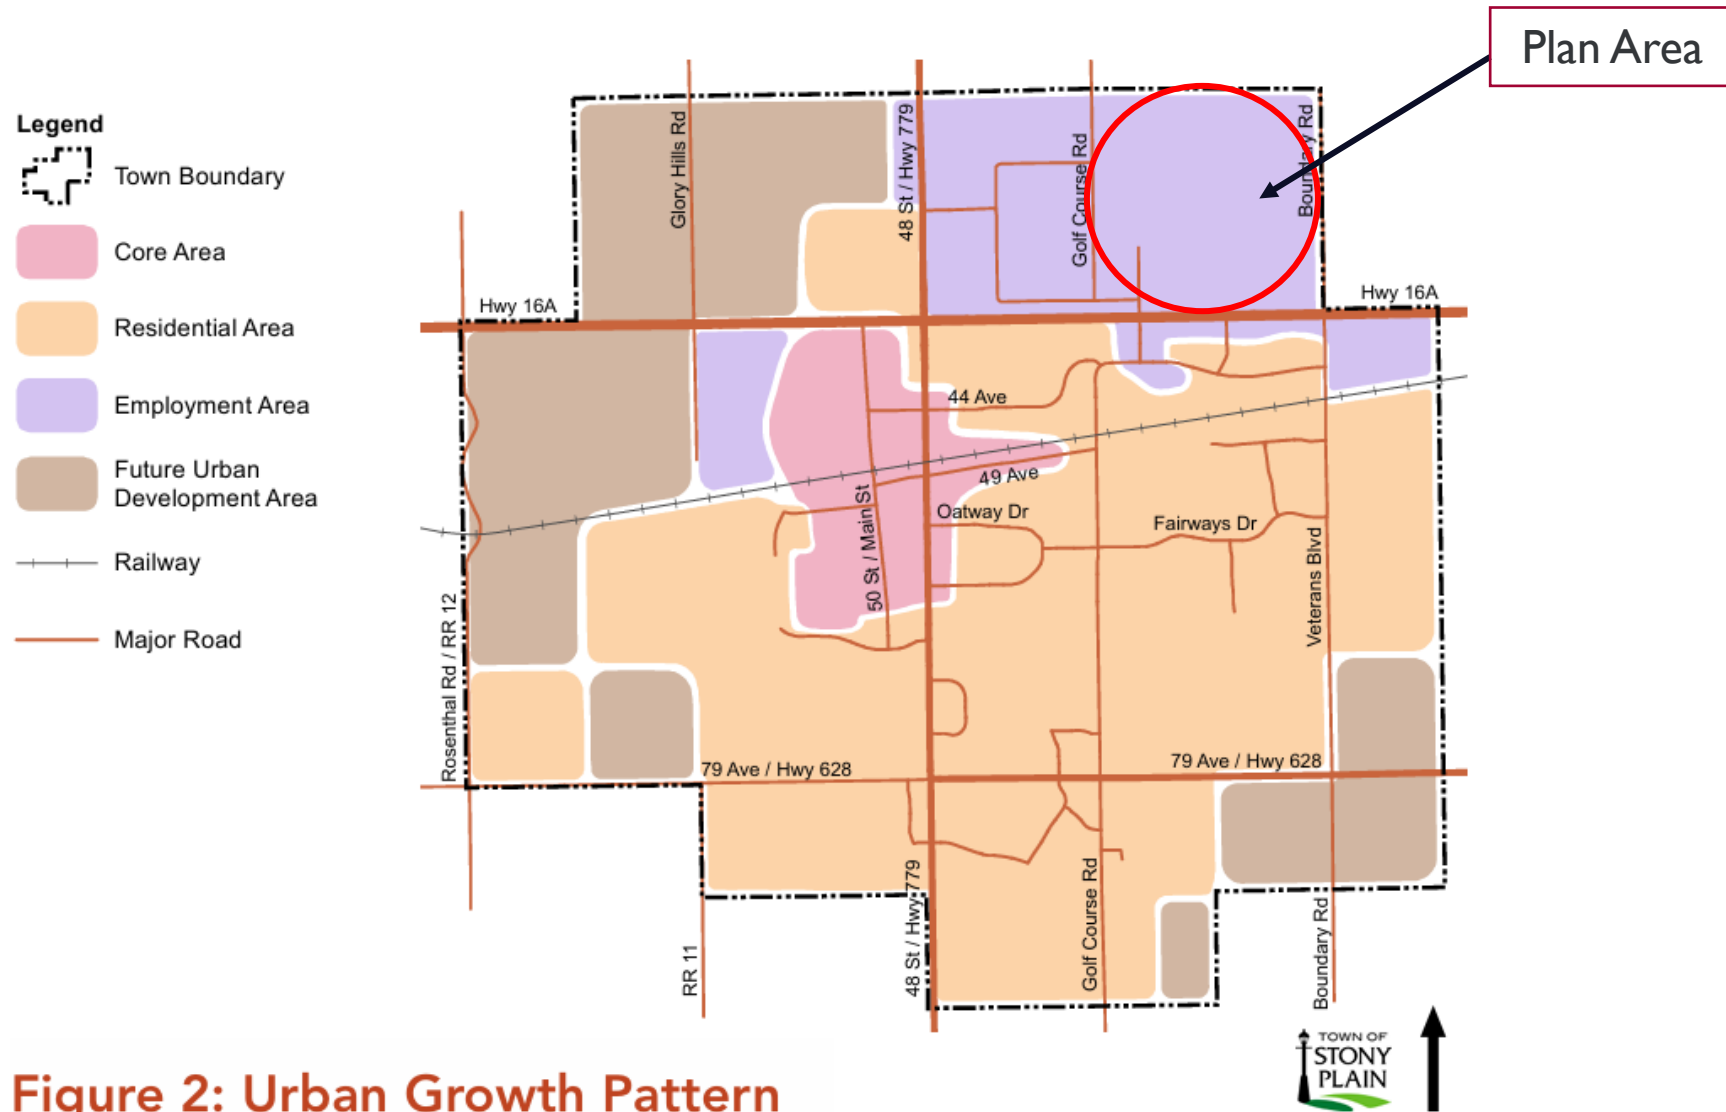 Plan Area
Legend
Town Boundary
Core Area
Residential Area
Employment Area
Future Urban
Development Area
Railway
Major Road
Glory Hills Rd
48 St / Hwy 779
Golf Course Rd
Boundary Rd
Hwy 16A
Hwy 16A
44 Ave
49 Ave
50 St / Main St
Oatway Dr
Fairways Dr
Veterans Blvd
Rosenthal Rd / RR 12
79 Ave / Hwy 628
79 Ave / Hwy 628
RR 11
48 St / Hwy 779
Golf Course Rd
Boundary Rd
TOWN OF
STONY
PLAIN
Figure 2: Urban Growth Pattern